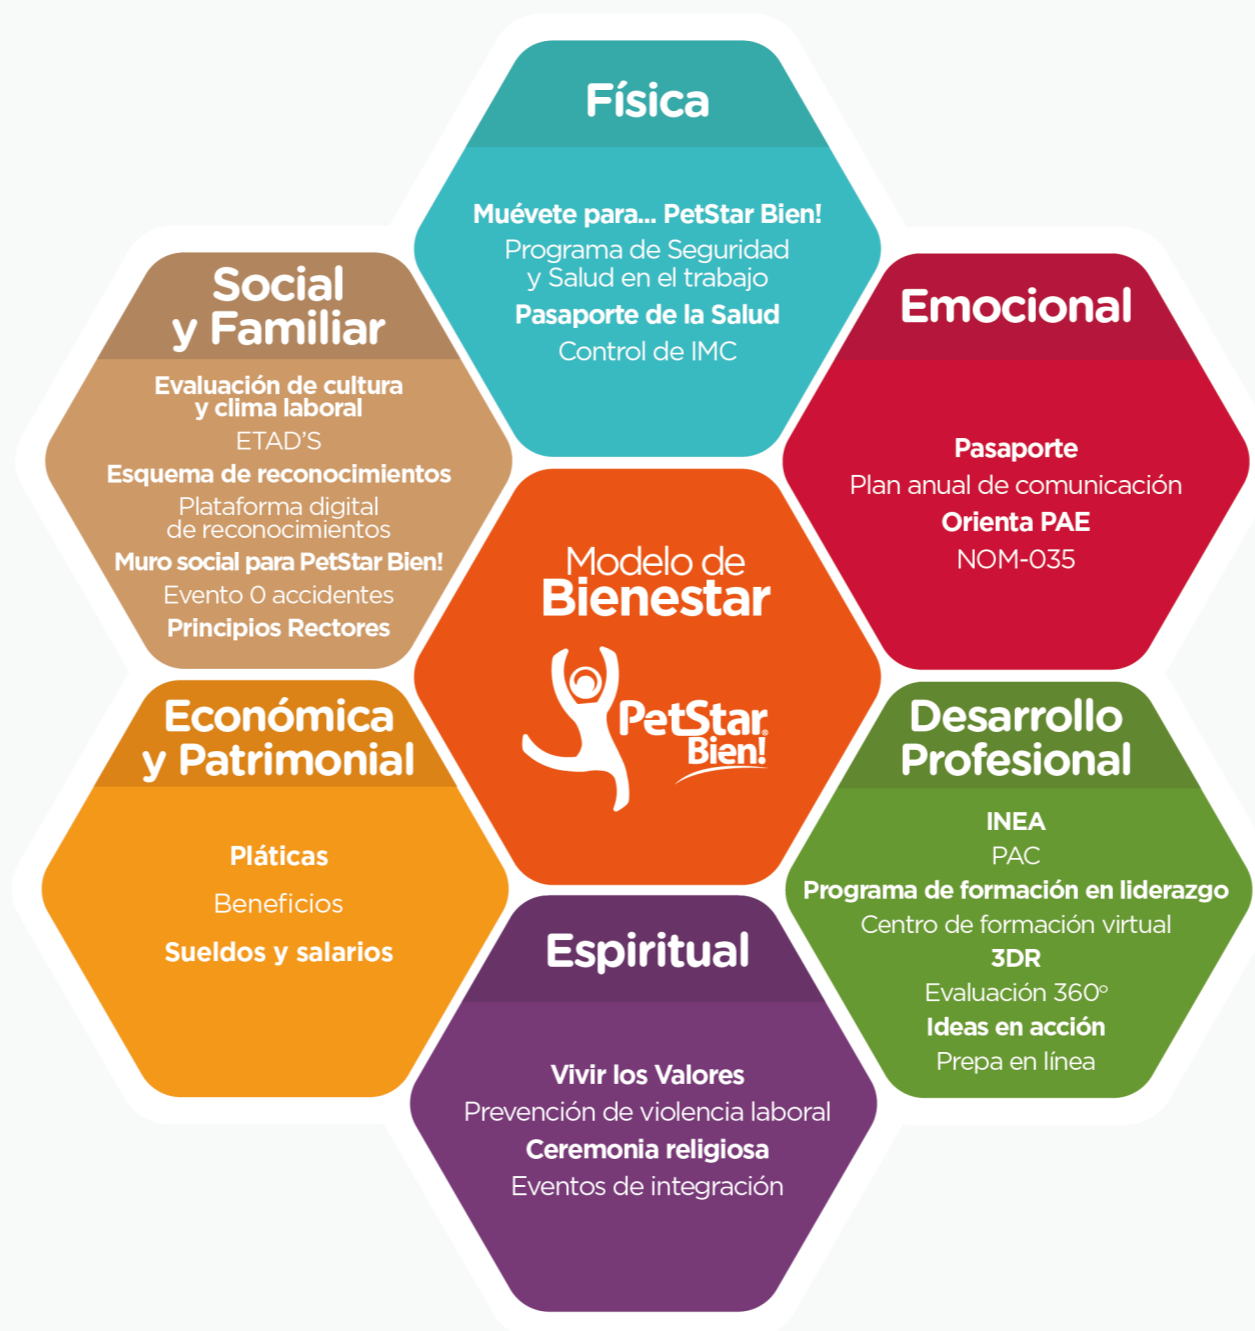 Física
Muévete para... PetStar Bien!
Programa de Seguridad
y Salud en el trabajo
Pasaporte de la Salud
Control de IMC
Social
y Familiar
Evaluación de cultura
y clima laboral
ETAD'S
Esquema de reconocimientos
Plataforma digital
de reconocimientos
Muro social para PetStar Bien!
Evento 0 accidentes
Principios Rectores
Emocional
Pasaporte
Plan anual de comunicación
Orienta PAE
NOM-035
Modelo de
Bienestar
PetStar®
Bien!
Económica
y Patrimonial
Pláticas
Beneficios
Sueldos y salarios
Desarrollo
Profesional
INEA
PAC
Programa de formación en liderazgo
Centro de formación virtual
3DR
Evaluación 360°
Ideas en acción
Prepa en línea
Espiritual
Vivir los Valores
Prevención de violencia laboral
Ceremonia religiosa
Eventos de integración